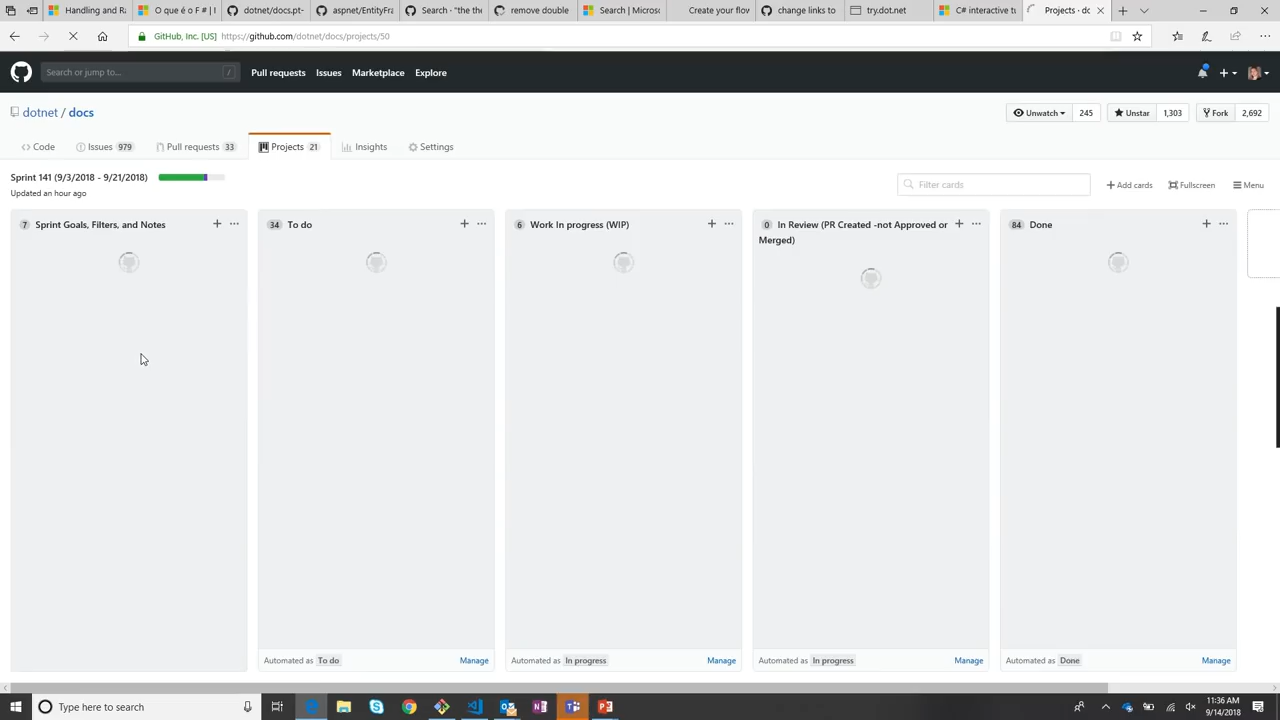 Handling and Ra
O que é o F # | I
dotnet/docs.pt-
aspnet/EntityFra
Search · "the the
remove double
Search | Microso
Create your flow
change links to
try.dot.net
C# interactive tu
Projects · do
GitHub, Inc. [US] https://github.com/dotnet/docs/projects/50
Search or jump to... /
Pull requests Issues Marketplace Explore
dotnet / docs
Unwatch 245 Unstar 1,303 Fork 2,692
Code Issues 979 Pull requests 33 Projects 21 Insights Settings
Sprint 141 (9/3/2018 - 9/21/2018)
Updated an hour ago
Filter cards
Add cards Fullscreen Menu
7 Sprint Goals, Filters, and Notes
34 To do
6 Work In progress (WIP)
0 In Review (PR Created -not Approved or
Merged)
84 Done
Automated as To do Manage
Automated as In progress Manage
Automated as In progress Manage
Automated as Done Manage
Type here to search
11:36 AM
9/14/2018